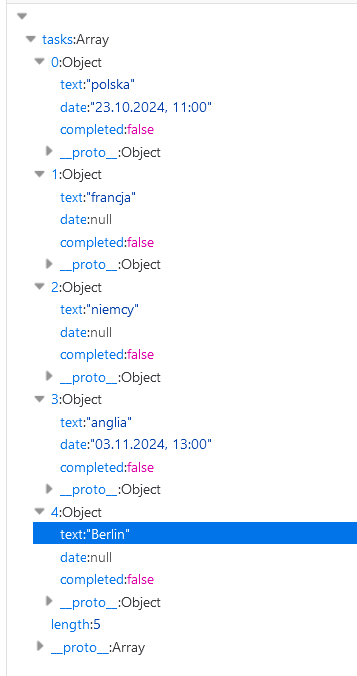 tasks:Array
0:Object
text:"polska"
date:"23.10.2024, 11:00"
completed:false
__proto__:Object
1:Object
text:"francja"
date:null
completed:false
__proto__:Object
2:Object
text:"niemcy"
date:null
completed:false
__proto__:Object
3:Object
text:"anglia"
date:"03.11.2024, 13:00"
completed:false
__proto__:Object
4:Object
text:"Berlin"
date:null
completed:false
__proto__:Object
length:5
__proto__:Array